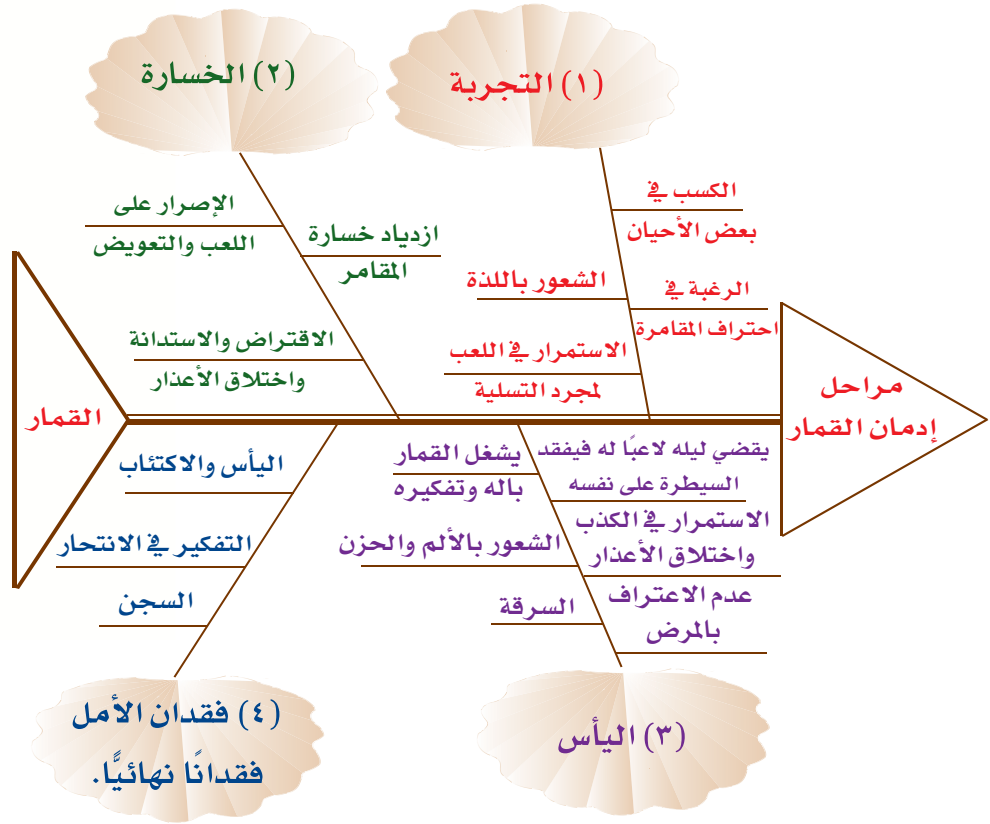 (١) التجربة
الكسب في
بعض الأحيان
الرغبة في
احتراف المقامرة
الشعور باللذة
الاستمرار في اللعب
لمجرد التسلية
(٢) الخسارة
ازدياد خسارة
المقامر
الإصرار على
اللعب والتعويض
الاقتراض والاستدانة
واختلاق الأعذار
مراحل
إدمان القمار
القمار
يقضي ليله لاعبًا له فيفقد
السيطرة على نفسه
الاستمرار في الكذب
واختلاق الأعذار
عدم الاعتراف
بالمرض
يشغل القمار
باله وتفكيره
الشعور بالألم والحزن
السرقة
(٣) اليأس
اليأس والاكتئاب
التفكير في الانتحار
السجن
(٤) فقدان الأمل
فقدانًا نهائيًّا.